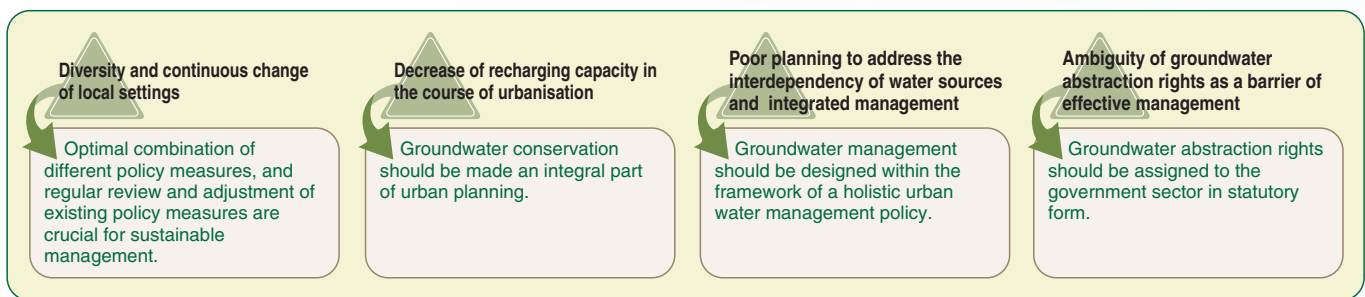 Diversity and continuous change
of local settings
Optimal combination of
different policy measures, and
regular review and adjustment of
existing policy measures are
crucial for sustainable
management.
Decrease of recharging capacity in
the course of urbanisation
Groundwater conservation
should be made an integral part
of urban planning.
Poor planning to address the
interdependency of water sources
and integrated management
Groundwater management
should be designed within the
framework of a holistic urban
water management policy.
Ambiguity of groundwater
abstraction rights as a barrier of
effective management
Groundwater abstraction rights
should be assigned to the
government sector in statutory
form.